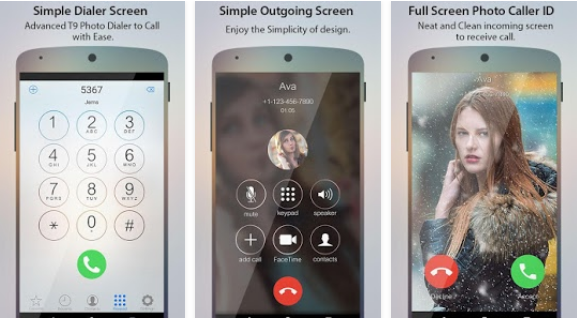 Simple Dialer Screen
Advanced T9 Photo Dialer to Call
with Ease.
5367
James
1
2
ABC
3
DEF
4
GHI
5
JKL
6
MNO
7
PQRS
8
TUV
9
WXYZ
*
0
#
Simple Outgoing Screen
Enjoy the Simplicity of design.
Ava
+1-123-456-7800
01:05
mute
keypad
speaker
add call
FaceTime
contacts
Full Screen Photo Caller ID
Neat and Clean incoming screen
to receive call.
Ava
Decline
Accept